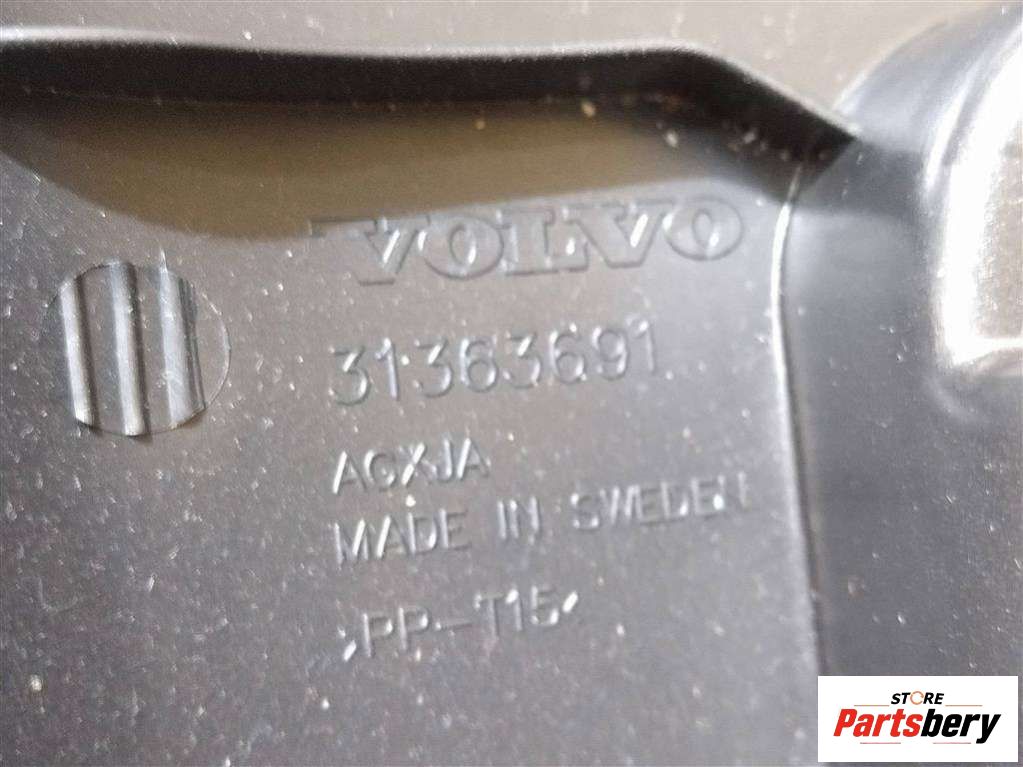 VOLVO
31363691
ACXJA
MADE IN SWEDEN
>PP-T15<
STORE
Partsbery